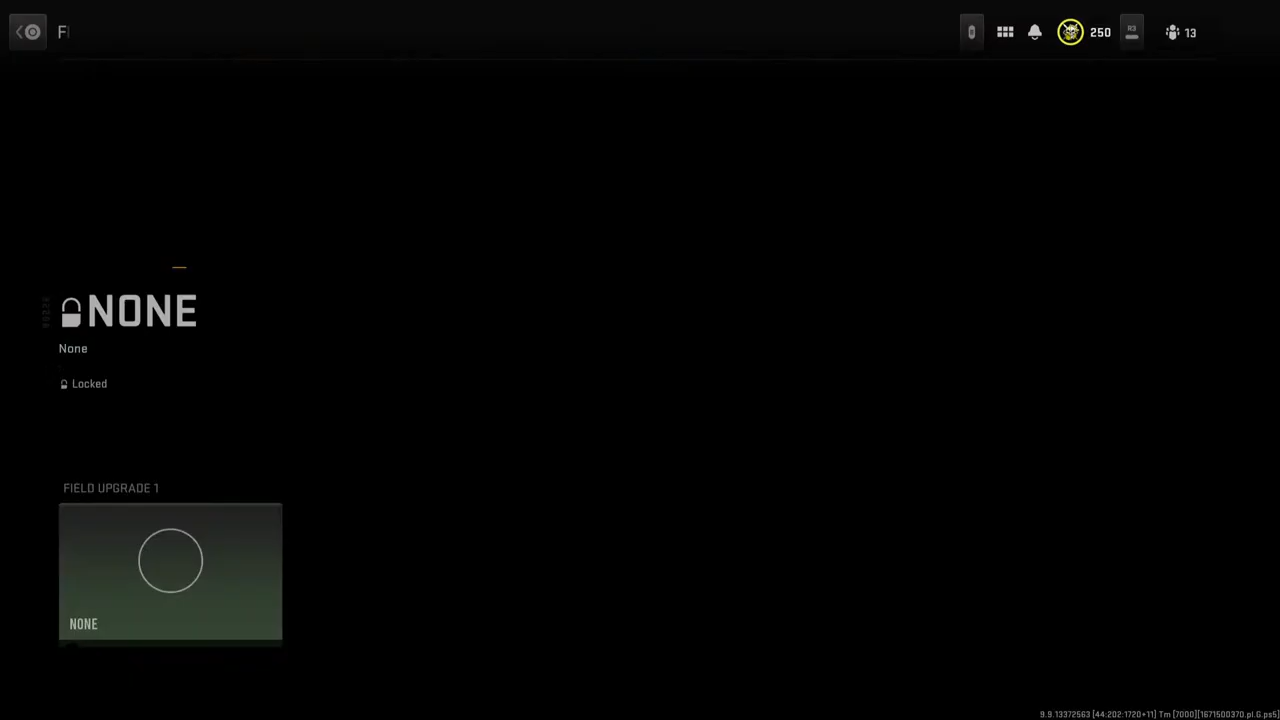 F
250
R3
13
NONE
None
Locked
FIELD UPGRADE 1
NONE
9.9.13372563 [44:202:1720+11] Tm [7000][1671500370.pl.G.ps5]